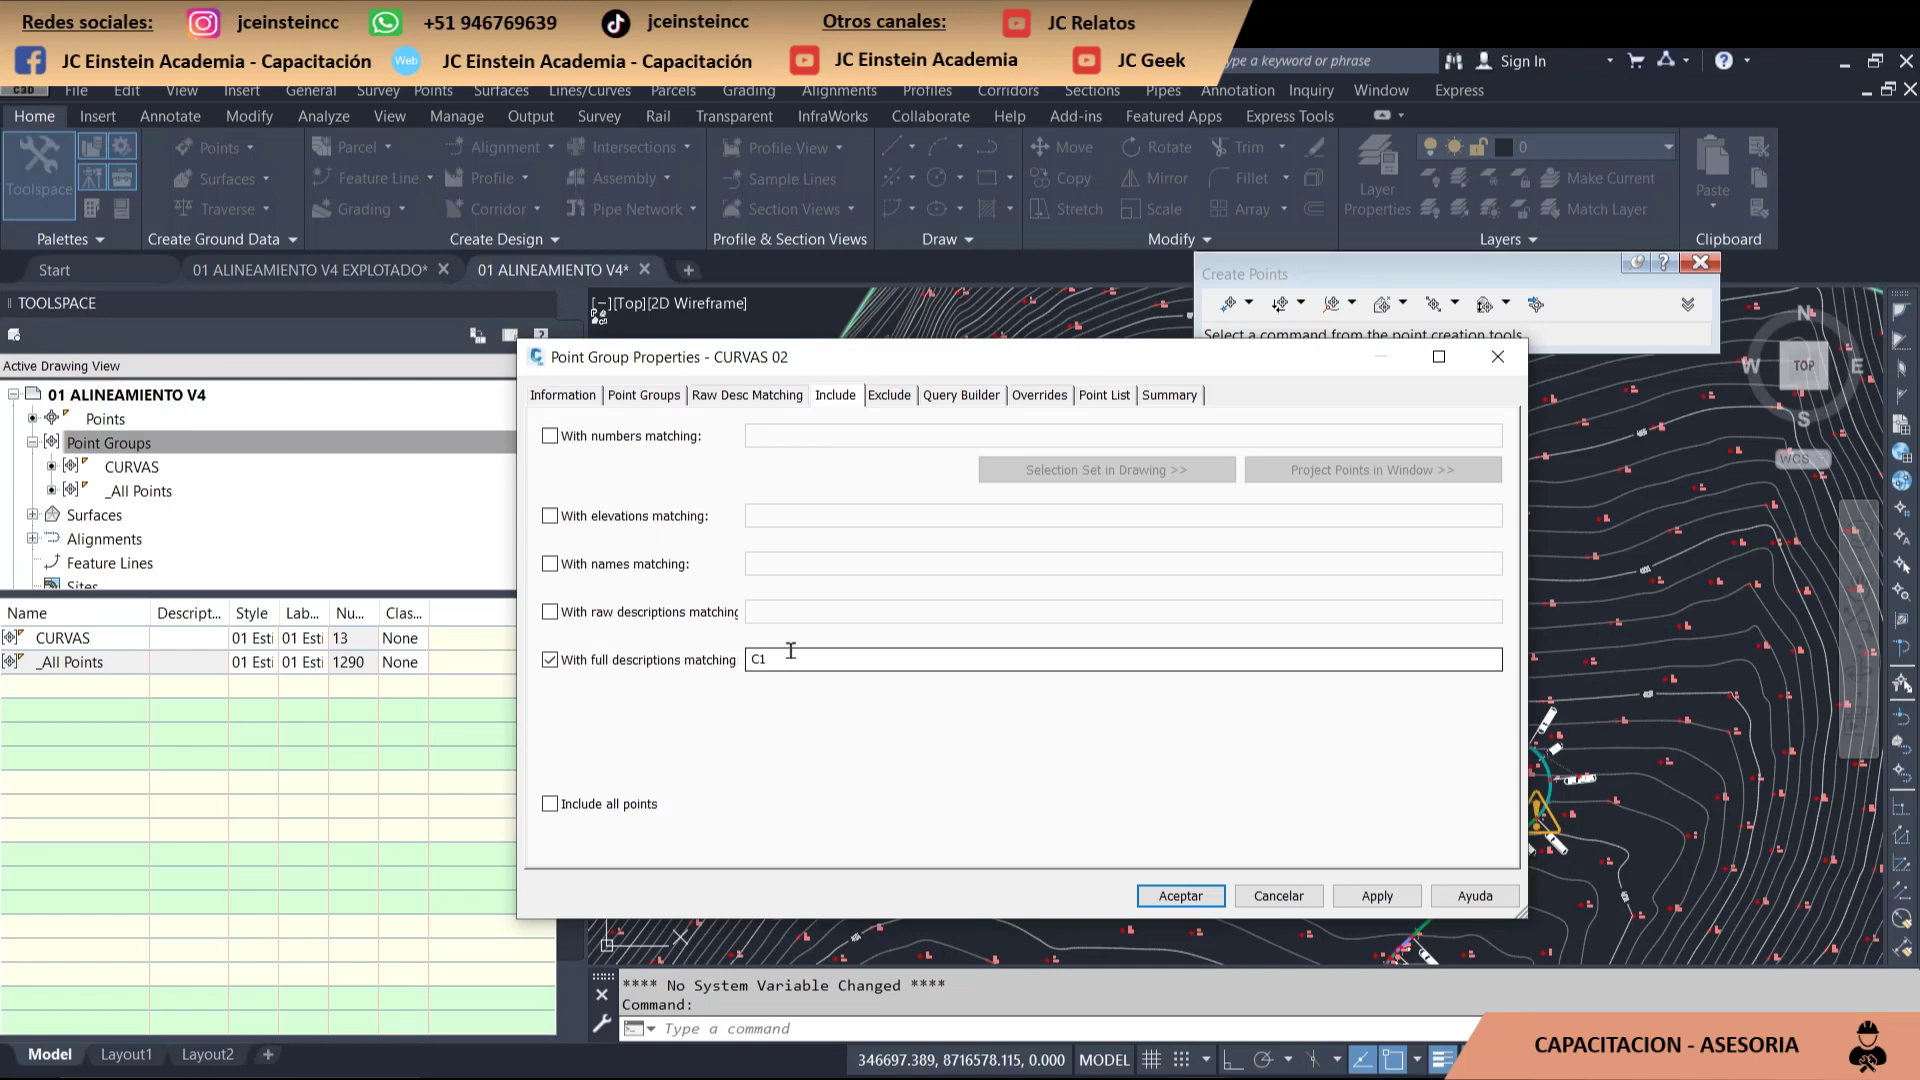 Redes sociales: jceinsteincc +51 946769639 jceinsteincc Otros canales: JC Relatos
JC Einstein Academia - Capacitación Web JC Einstein Academia - Capacitación JC Einstein Academia JC Geek
ype a keyword or phrase Sign In
C3D File Edit View Insert General Survey Points Surfaces Lines/Curves Parcels Grading Alignments Profiles Corridors Sections Pipes Annotation Inquiry Window Express
Home Insert Annotate Modify Analyze View Manage Output Survey Rail Transparent InfraWorks Collaborate Help Add-ins Featured Apps Express Tools
Points Parcel Alignment Intersections Profile View Move Rotate Trim 0
Toolspace Surfaces Feature Line Profile Assembly Sample Lines Copy Mirror Fillet Layer Properties Make Current Paste
Traverse Grading Corridor Pipe Network Section Views Stretch Scale Array Match Layer
Palettes Create Ground Data Create Design Profile & Section Views Draw Modify Layers Clipboard
Start 01 ALINEAMIENTO V4 EXPLOTADO* 01 ALINEAMIENTO V4*
Create Points
Select a command from the point creation tools
TOOLSPACE
[−][Top][2D Wireframe]
Active Drawing View
01 ALINEAMIENTO V4
Points
Point Groups
CURVAS
_All Points
Surfaces
Alignments
Feature Lines
Sites
Name Descript... Style Lab... Nu... Clas...
CURVAS 01 Esti 01 Esti 13 None
_All Points 01 Esti 01 Esti 1290 None
Point Group Properties - CURVAS 02
Information Point Groups Raw Desc Matching Include Exclude Query Builder Overrides Point List Summary
With numbers matching:
Selection Set in Drawing >> Project Points in Window >>
With elevations matching:
With names matching:
With raw descriptions matching
With full descriptions matching C1
Include all points
Aceptar Cancelar Apply Ayuda
N
W TOP E
S
WCS
**** No System Variable Changed ****
Command:
Type a command
Model Layout1 Layout2
346697.389, 8716578.115, 0.000 MODEL
CAPACITACION - ASESORIA